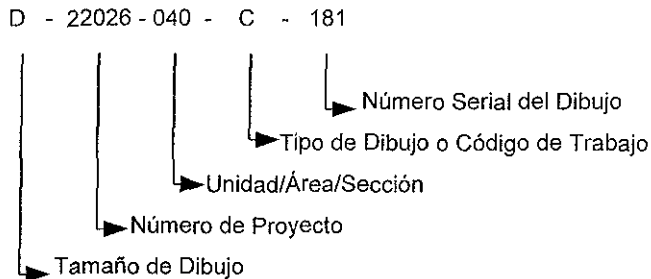 D - 22026 - 040 - C - 181
Número Serial del Dibujo
Tipo de Dibujo o Código de Trabajo
Unidad/Área/Sección
Número de Proyecto
Tamaño de Dibujo